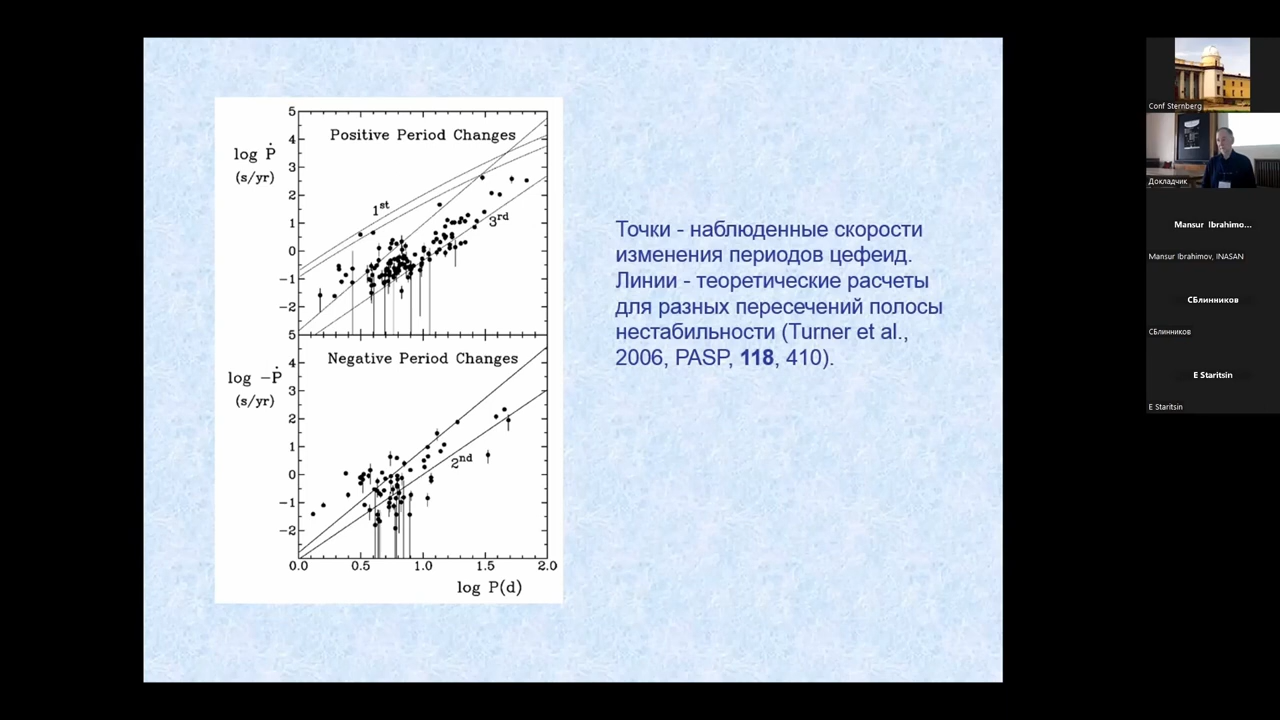 5
4
3
2
1
0
−1
−2
log Ṗ
(s/yr)
Positive Period Changes
1st
3rd
5
4
3
2
1
0
−1
−2
log −Ṗ
(s/yr)
Negative Period Changes
2nd
0.0 0.5 1.0 1.5 2.0
log P(d)
Точки - наблюденные скорости
изменения периодов цефеид.
Линии - теоретические расчеты
для разных пересечений полосы
нестабильности (Turner et al.,
2006, PASP, 118, 410).
Conf Sternberg
Докладчик
Mansur Ibrahimo...
Mansur Ibrahimov, INASAN
СБлинников
СБлинников
E Staritsin
E Staritsin